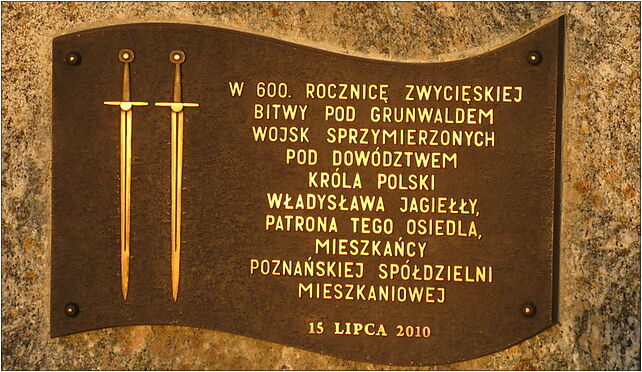 W 600. ROCZNICĘ ZWYCIĘSKIEJ
BITWY POD GRUNWALDEM
WOJSK SPRZYMIERZONYCH
POD DOWÓDZTWEM
KRÓLA POLSKI
WŁADYSŁAWA JAGIEŁŁY,
PATRONA TEGO OSIEDLA,
MIESZKAŃCY
POZNAŃSKIEJ SPÓŁDZIELNI
MIESZKANIOWEJ
15 LIPCA 2010